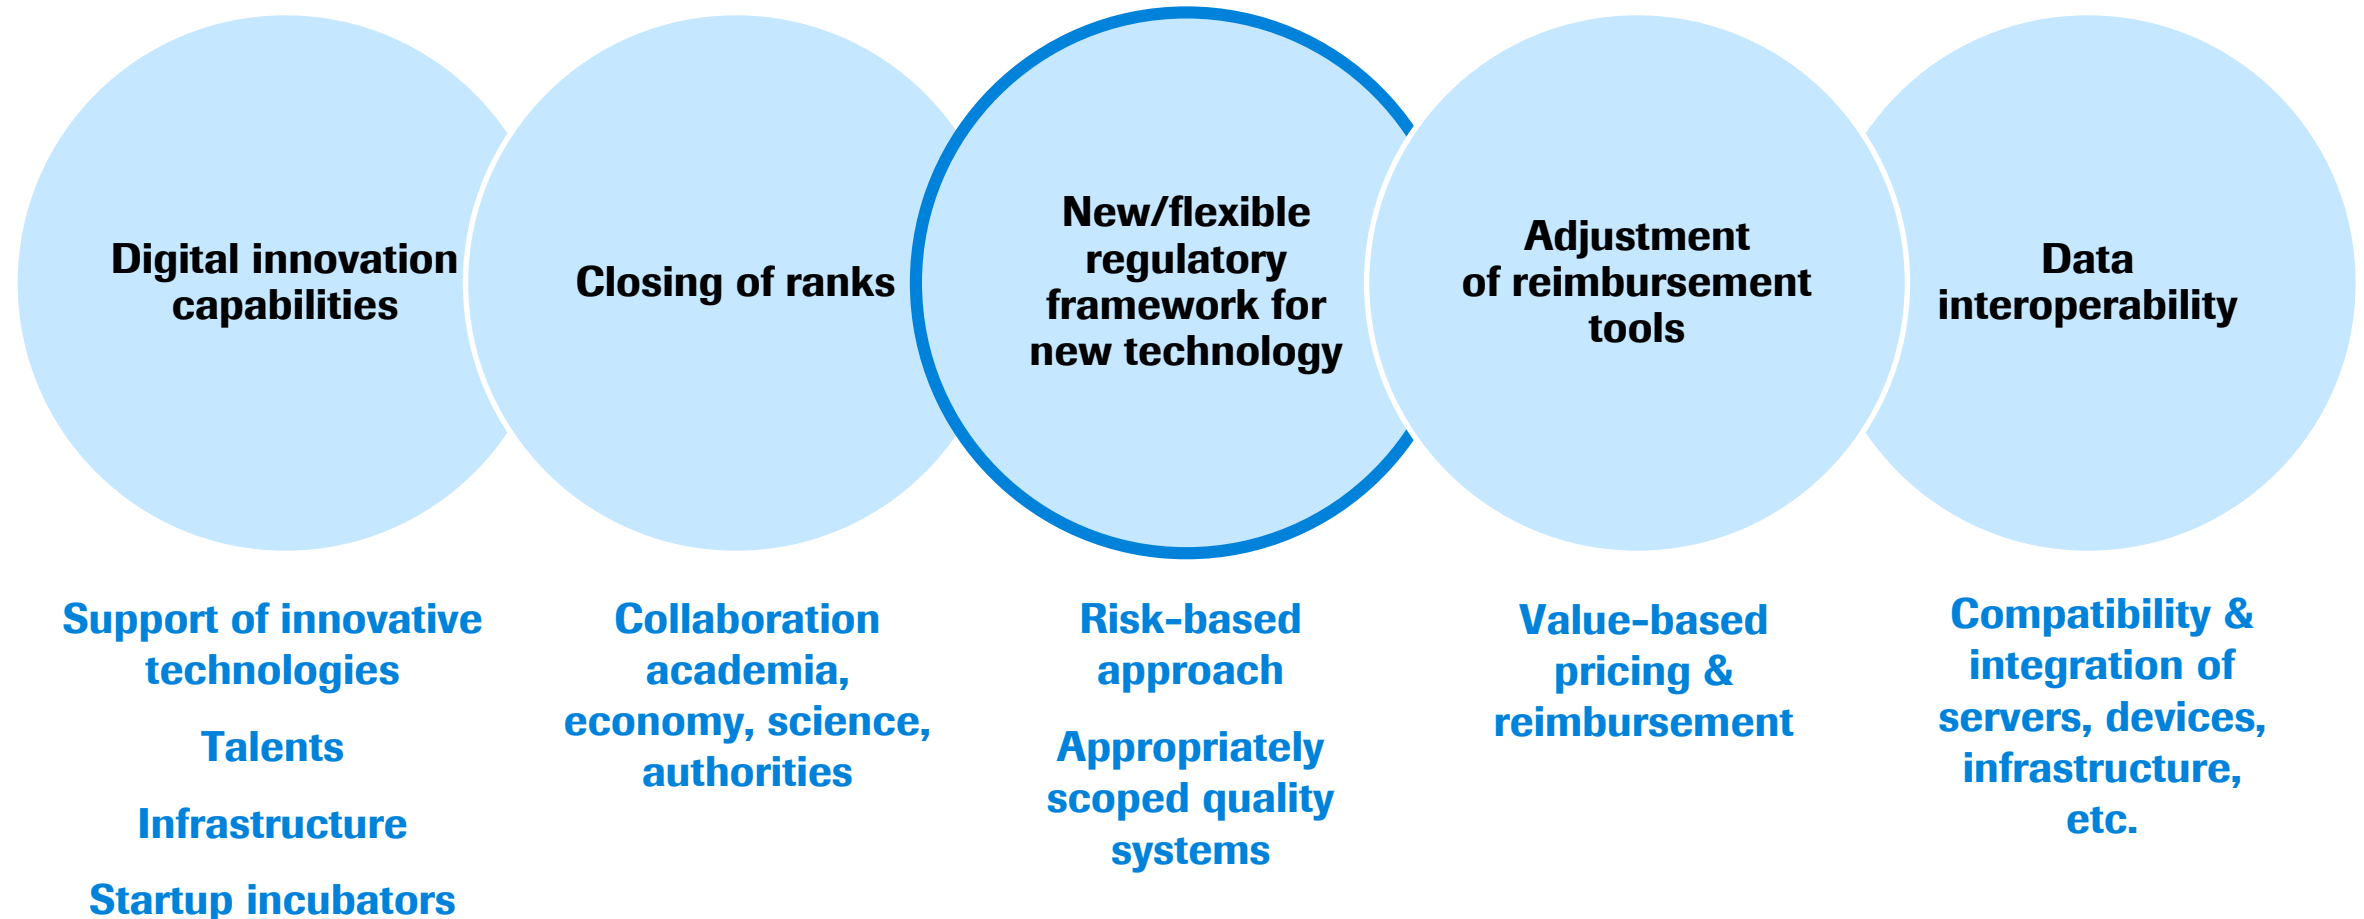 Digital innovation
capabilities
Closing of ranks
New/flexible
regulatory
framework for
new technology
Adjustment
of reimbursement
tools
Data
interoperability
Support of innovative
technologies
Talents
Infrastructure
Startup incubators
Collaboration
academia,
economy, science,
authorities
Risk-based
approach
Appropriately
scoped quality
systems
Value-based
pricing &
reimbursement
Compatibility &
integration of
servers, devices,
infrastructure,
etc.